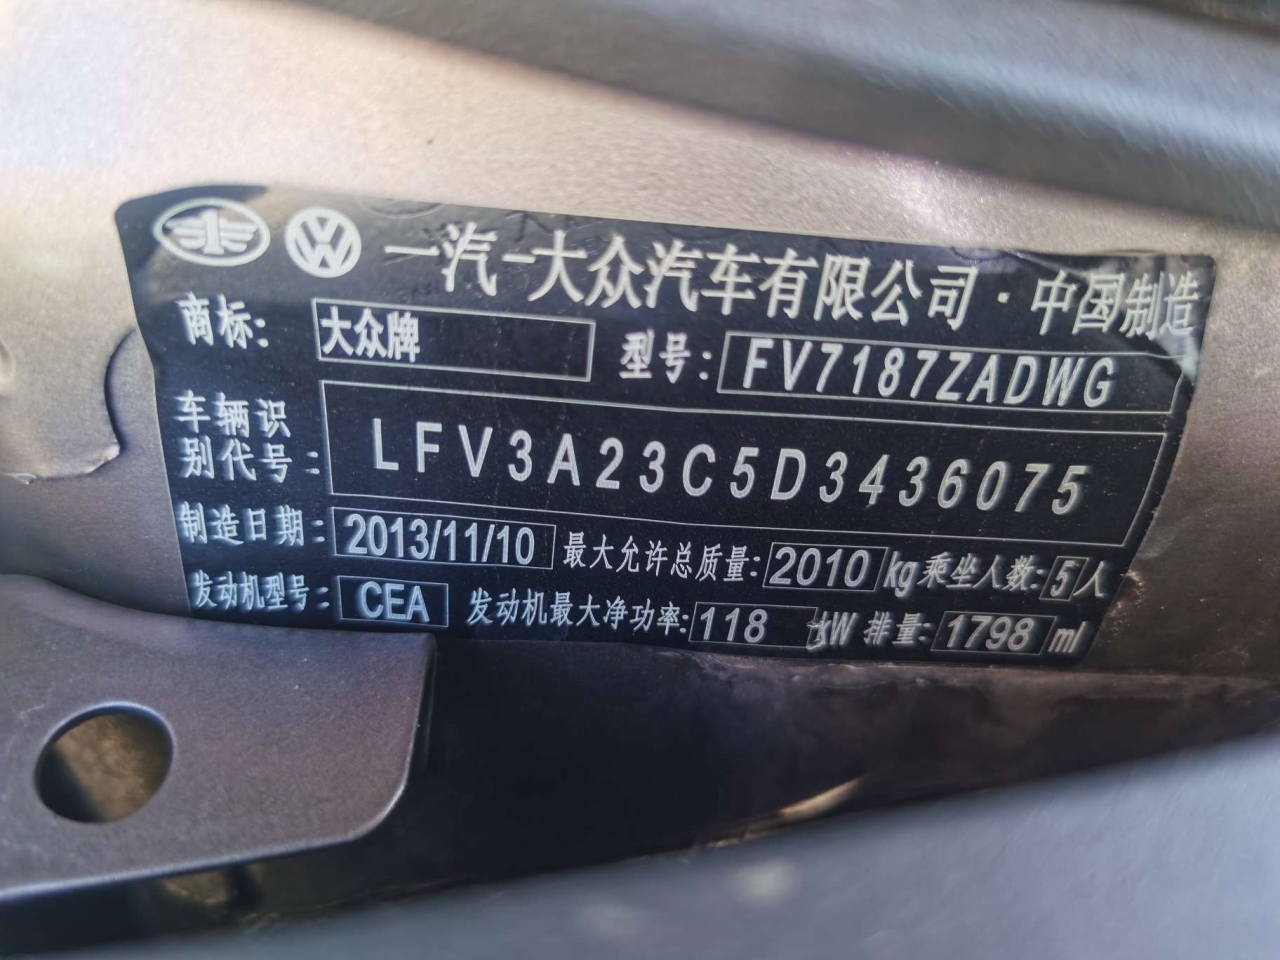 一汽-大众汽车有限公司·中国制造
商标: 大众牌 型号: FV7187ZADWG
车辆识别代号: LFV3A23C5D3436075
制造日期: 2013/11/10 最大允许总质量: 2010 kg 乘坐人数: 5 人
发动机型号: CEA 发动机最大净功率: 118 kW 排量: 1798 ml